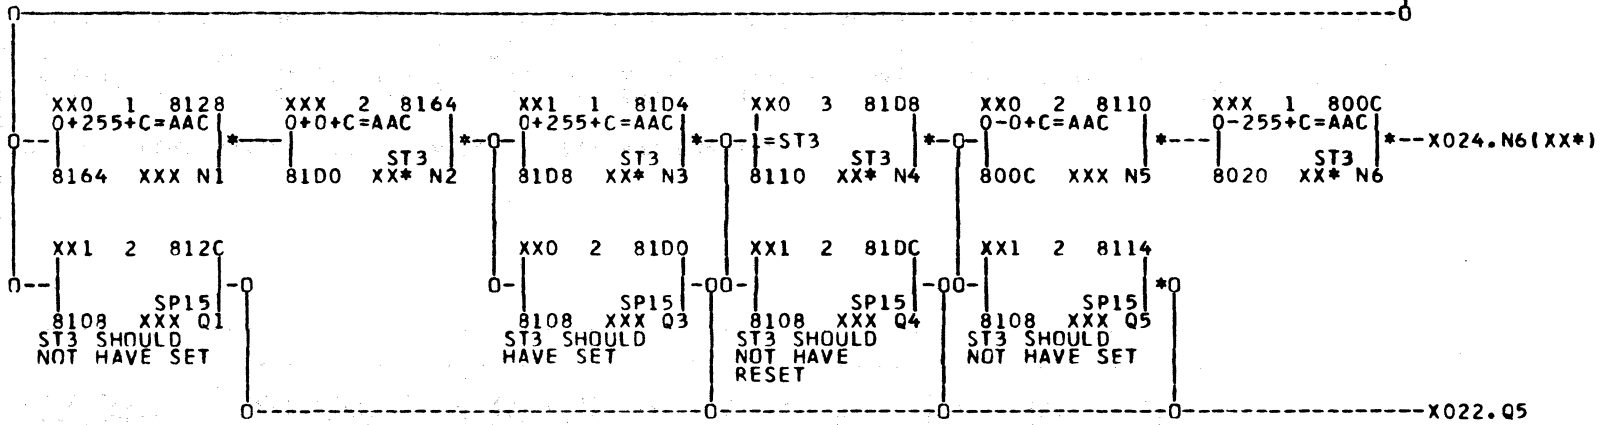 XX0 1 8128 XXX 2 8164 XX1 1 81D4 XX0 3 81D8 XX0 2 8110 XXX 1 800C
0+255+C=AAC 0+0+C=AAC 0+255+C=AAC 1=ST3 0-0+C=AAC 0-255+C=AAC
X024.N6(XX*)
ST3 ST3 ST3 ST3
8164 XXX N1 81D0 XX* N2 81D8 XX* N3 8110 XX* N4 800C XXX N5 8020 XX* N6
XX1 2 812C XX0 2 81D0 XX1 2 81DC XX1 2 8114
SP15 SP15 SP15 SP15
8108 XXX Q1 8108 XXX Q3 8108 XXX Q4 8108 XXX Q5
ST3 SHOULD ST3 SHOULD ST3 SHOULD ST3 SHOULD
NOT HAVE SET HAVE SET NOT HAVE NOT HAVE SET
RESET
X022.Q5